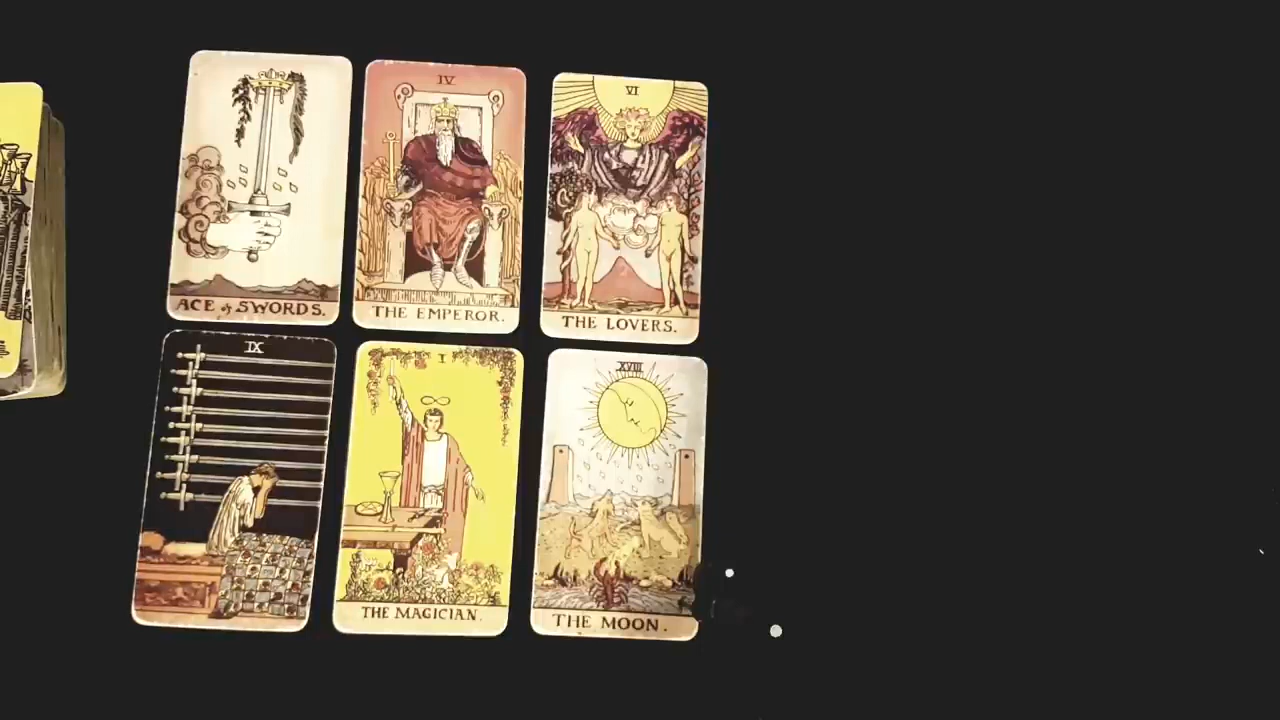 ACE of SWORDS.
IV
THE EMPEROR.
VI
THE LOVERS.
IX
I
THE MAGICIAN.
XVIII
THE MOON.